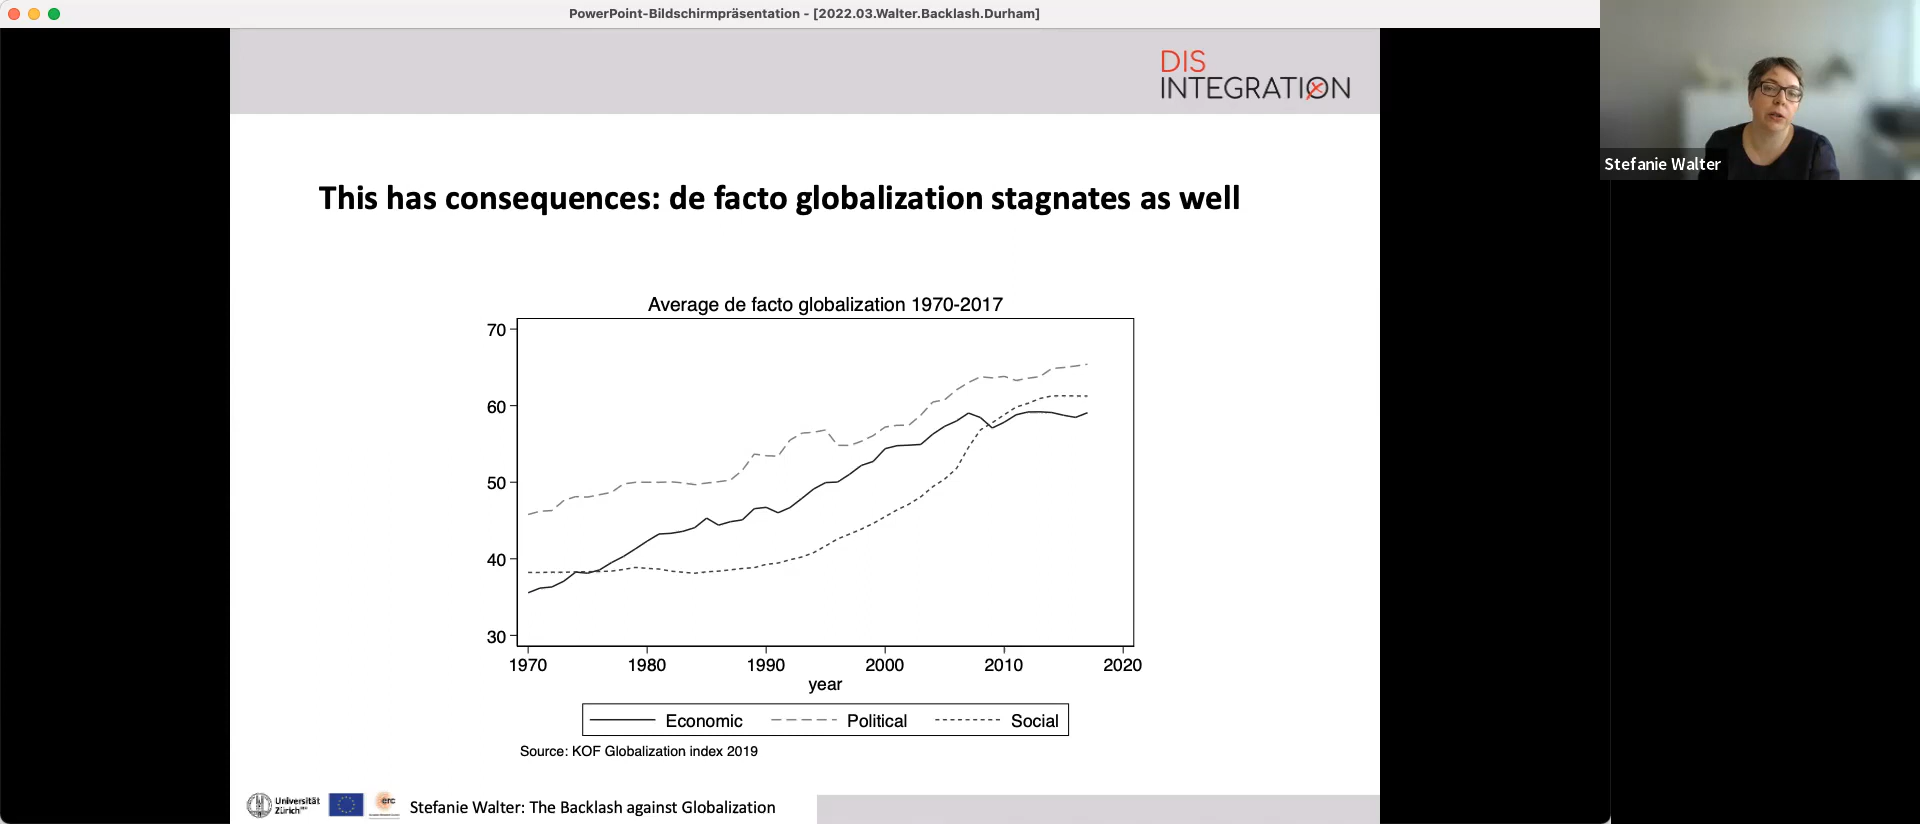 PowerPoint-Bildschirmpräsentation - [2022.03.Walter.Backlash.Durham]
DIS
INTEGRATION
Stefanie Walter
This has consequences: de facto globalization stagnates as well
Average de facto globalization 1970-2017
70
60
50
40
30
1970 1980 1990 2000 2010 2020
year
Economic Political Social
Source: KOF Globalization index 2019
Universität
Zürich
erc
Stefanie Walter: The Backlash against Globalization